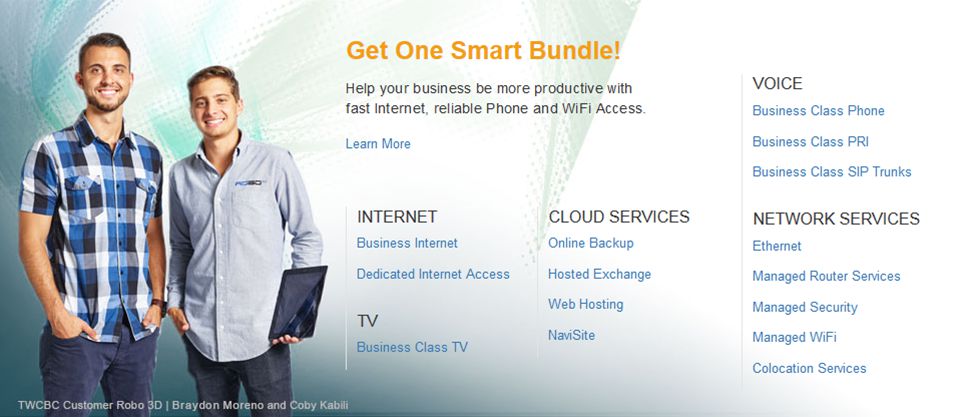 Get One Smart Bundle!
Help your business be more productive with
fast Internet, reliable Phone and WiFi Access.
Learn More
INTERNET
Business Internet
Dedicated Internet Access
TV
Business Class TV
CLOUD SERVICES
Online Backup
Hosted Exchange
Web Hosting
NaviSite
VOICE
Business Class Phone
Business Class PRI
Business Class SIP Trunks
NETWORK SERVICES
Ethernet
Managed Router Services
Managed Security
Managed WiFi
Colocation Services
ROBO
TWCBC Customer Robo 3D | Braydon Moreno and Coby Kabili